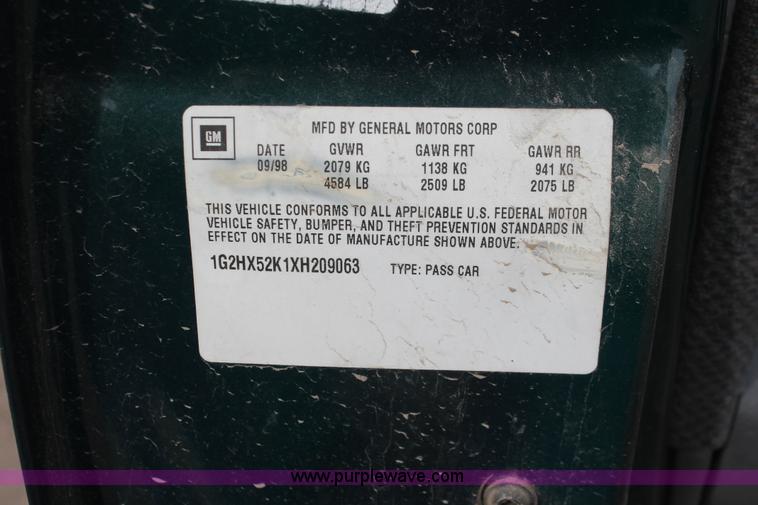 GM
MFD BY GENERAL MOTORS CORP
DATE GVWR GAWR FRT GAWR RR
09/98 2079 KG 1138 KG 941 KG
4584 LB 2509 LB 2075 LB
THIS VEHICLE CONFORMS TO ALL APPLICABLE U.S. FEDERAL MOTOR
VEHICLE SAFETY, BUMPER, AND THEFT PREVENTION STANDARDS IN
EFFECT ON THE DATE OF MANUFACTURE SHOWN ABOVE.
1G2HX52K1XH209063 TYPE: PASS CAR
www.purplewave.com